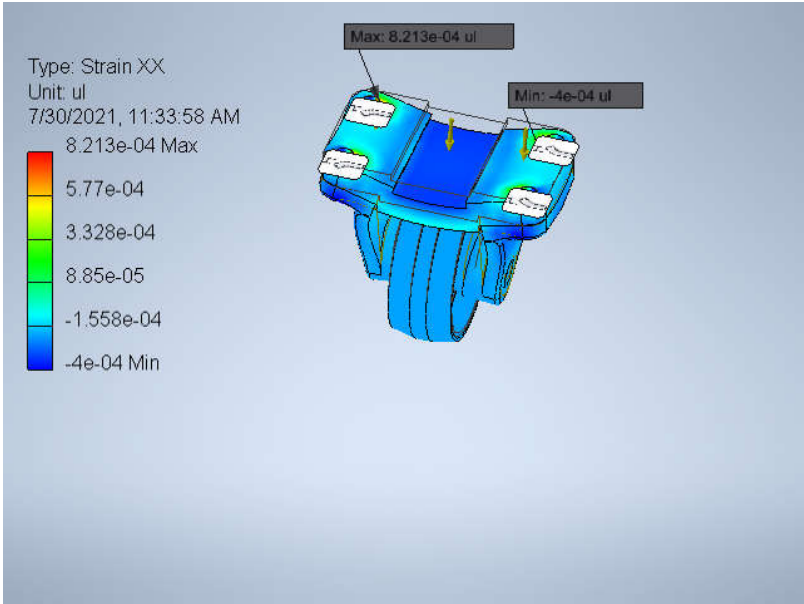 Max: 8.213e-04 ul
Type: Strain XX
Unit: ul
7/30/2021, 11:33:58 AM
Min: -4e-04 ul
8.213e-04 Max
5.77e-04
3.328e-04
8.85e-05
-1.558e-04
-4e-04 Min